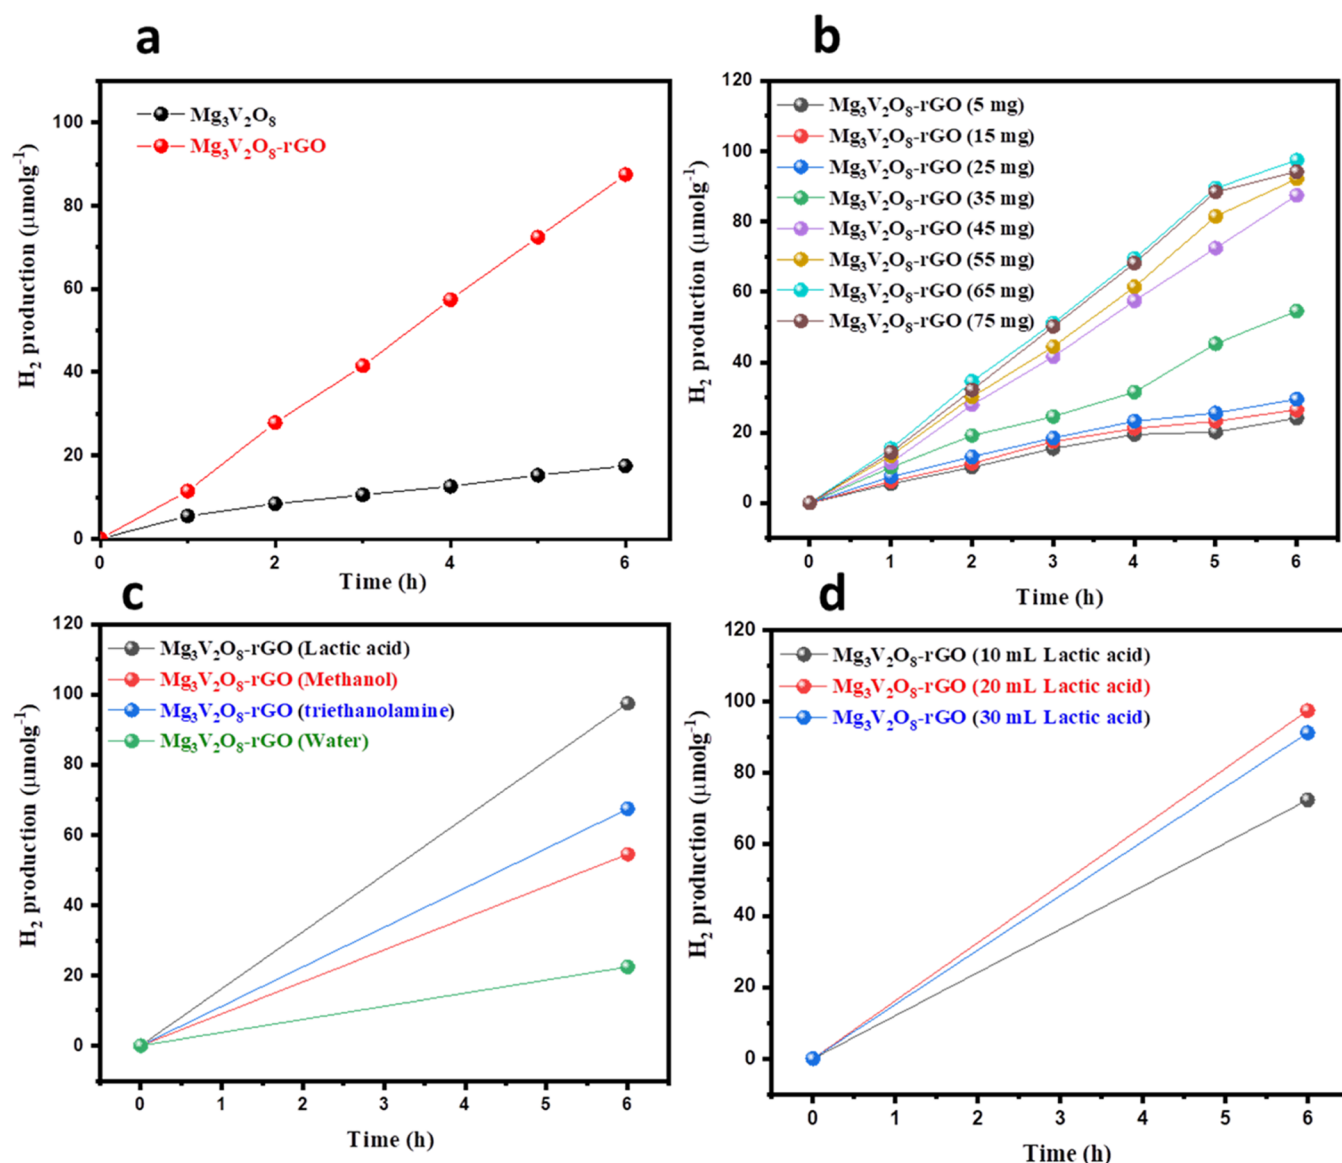 a
H₂ production (μmolg⁻¹)
100
80
60
40
20
0
Mg₃V₂O₈
Mg₃V₂O₈-rGO
0
2
4
6
Time (h)
b
H₂ production (μmolg⁻¹)
120
100
80
60
40
20
0
Mg₃V₂O₈-rGO (5 mg)
Mg₃V₂O₈-rGO (15 mg)
Mg₃V₂O₈-rGO (25 mg)
Mg₃V₂O₈-rGO (35 mg)
Mg₃V₂O₈-rGO (45 mg)
Mg₃V₂O₈-rGO (55 mg)
Mg₃V₂O₈-rGO (65 mg)
Mg₃V₂O₈-rGO (75 mg)
0 1 2 3 4 5 6
Time (h)
c
H₂ production (μmolg⁻¹)
120
100
80
60
40
20
0
Mg₃V₂O₈-rGO (Lactic acid)
Mg₃V₂O₈-rGO (Methanol)
Mg₃V₂O₈-rGO (triethanolamine)
Mg₃V₂O₈-rGO (Water)
0 1 2 3 4 5 6
Time (h)
d
H₂ production (μmolg⁻¹)
120
100
80
60
40
20
0
Mg₃V₂O₈-rGO (10 mL Lactic acid)
Mg₃V₂O₈-rGO (20 mL Lactic acid)
Mg₃V₂O₈-rGO (30 mL Lactic acid)
0 1 2 3 4 5 6
Time (h)